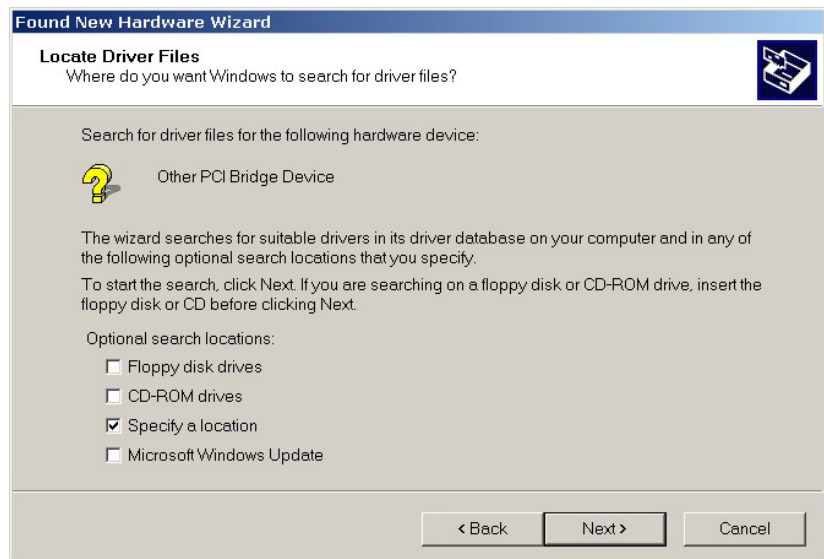 Found New Hardware Wizard
Locate Driver Files
Where do you want Windows to search for driver files?
Search for driver files for the following hardware device:
Other PCI Bridge Device
The wizard searches for suitable drivers in its driver database on your computer and in any of
the following optional search locations that you specify.
To start the search, click Next. If you are searching on a floppy disk or CD-ROM drive, insert the
floppy disk or CD before clicking Next.
Optional search locations:
Floppy disk drives
CD-ROM drives
Specify a location
Microsoft Windows Update
< Back Next > Cancel